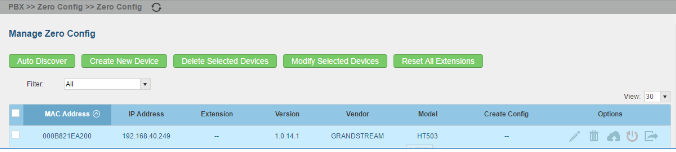 PBX >> Zero Config >> Zero Config
Manage Zero Config
Auto Discover Create New Device Delete Selected Devices Modify Selected Devices Reset All Extensions
Filter: All
View: 30
MAC Address IP Address Extension Version Vendor Model Create Config Options
000B821EA200 192.168.40.249 -- 1.0.14.1 GRANDSTREAM HT503 --